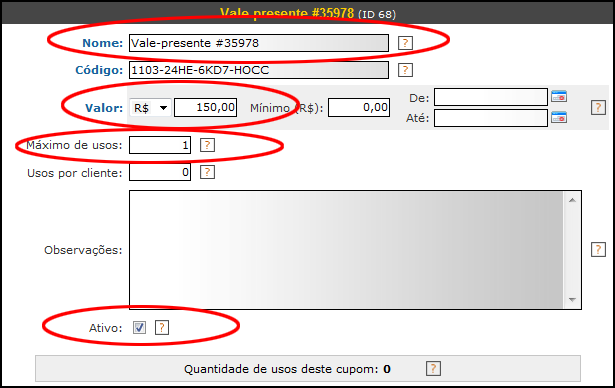 Vale-presente #35978 (ID 68)
Nome: Vale-presente #35978 ?
Código: 1103-24HE-6KD7-HOCC ?
Valor: R$ 150,00 Mínimo (R$): 0,00 De: ?
Até:
Máximo de usos: 1 ?
Usos por cliente: 0 ?
Observações: ?
Ativo: ?
Quantidade de usos deste cupom: 0 ?